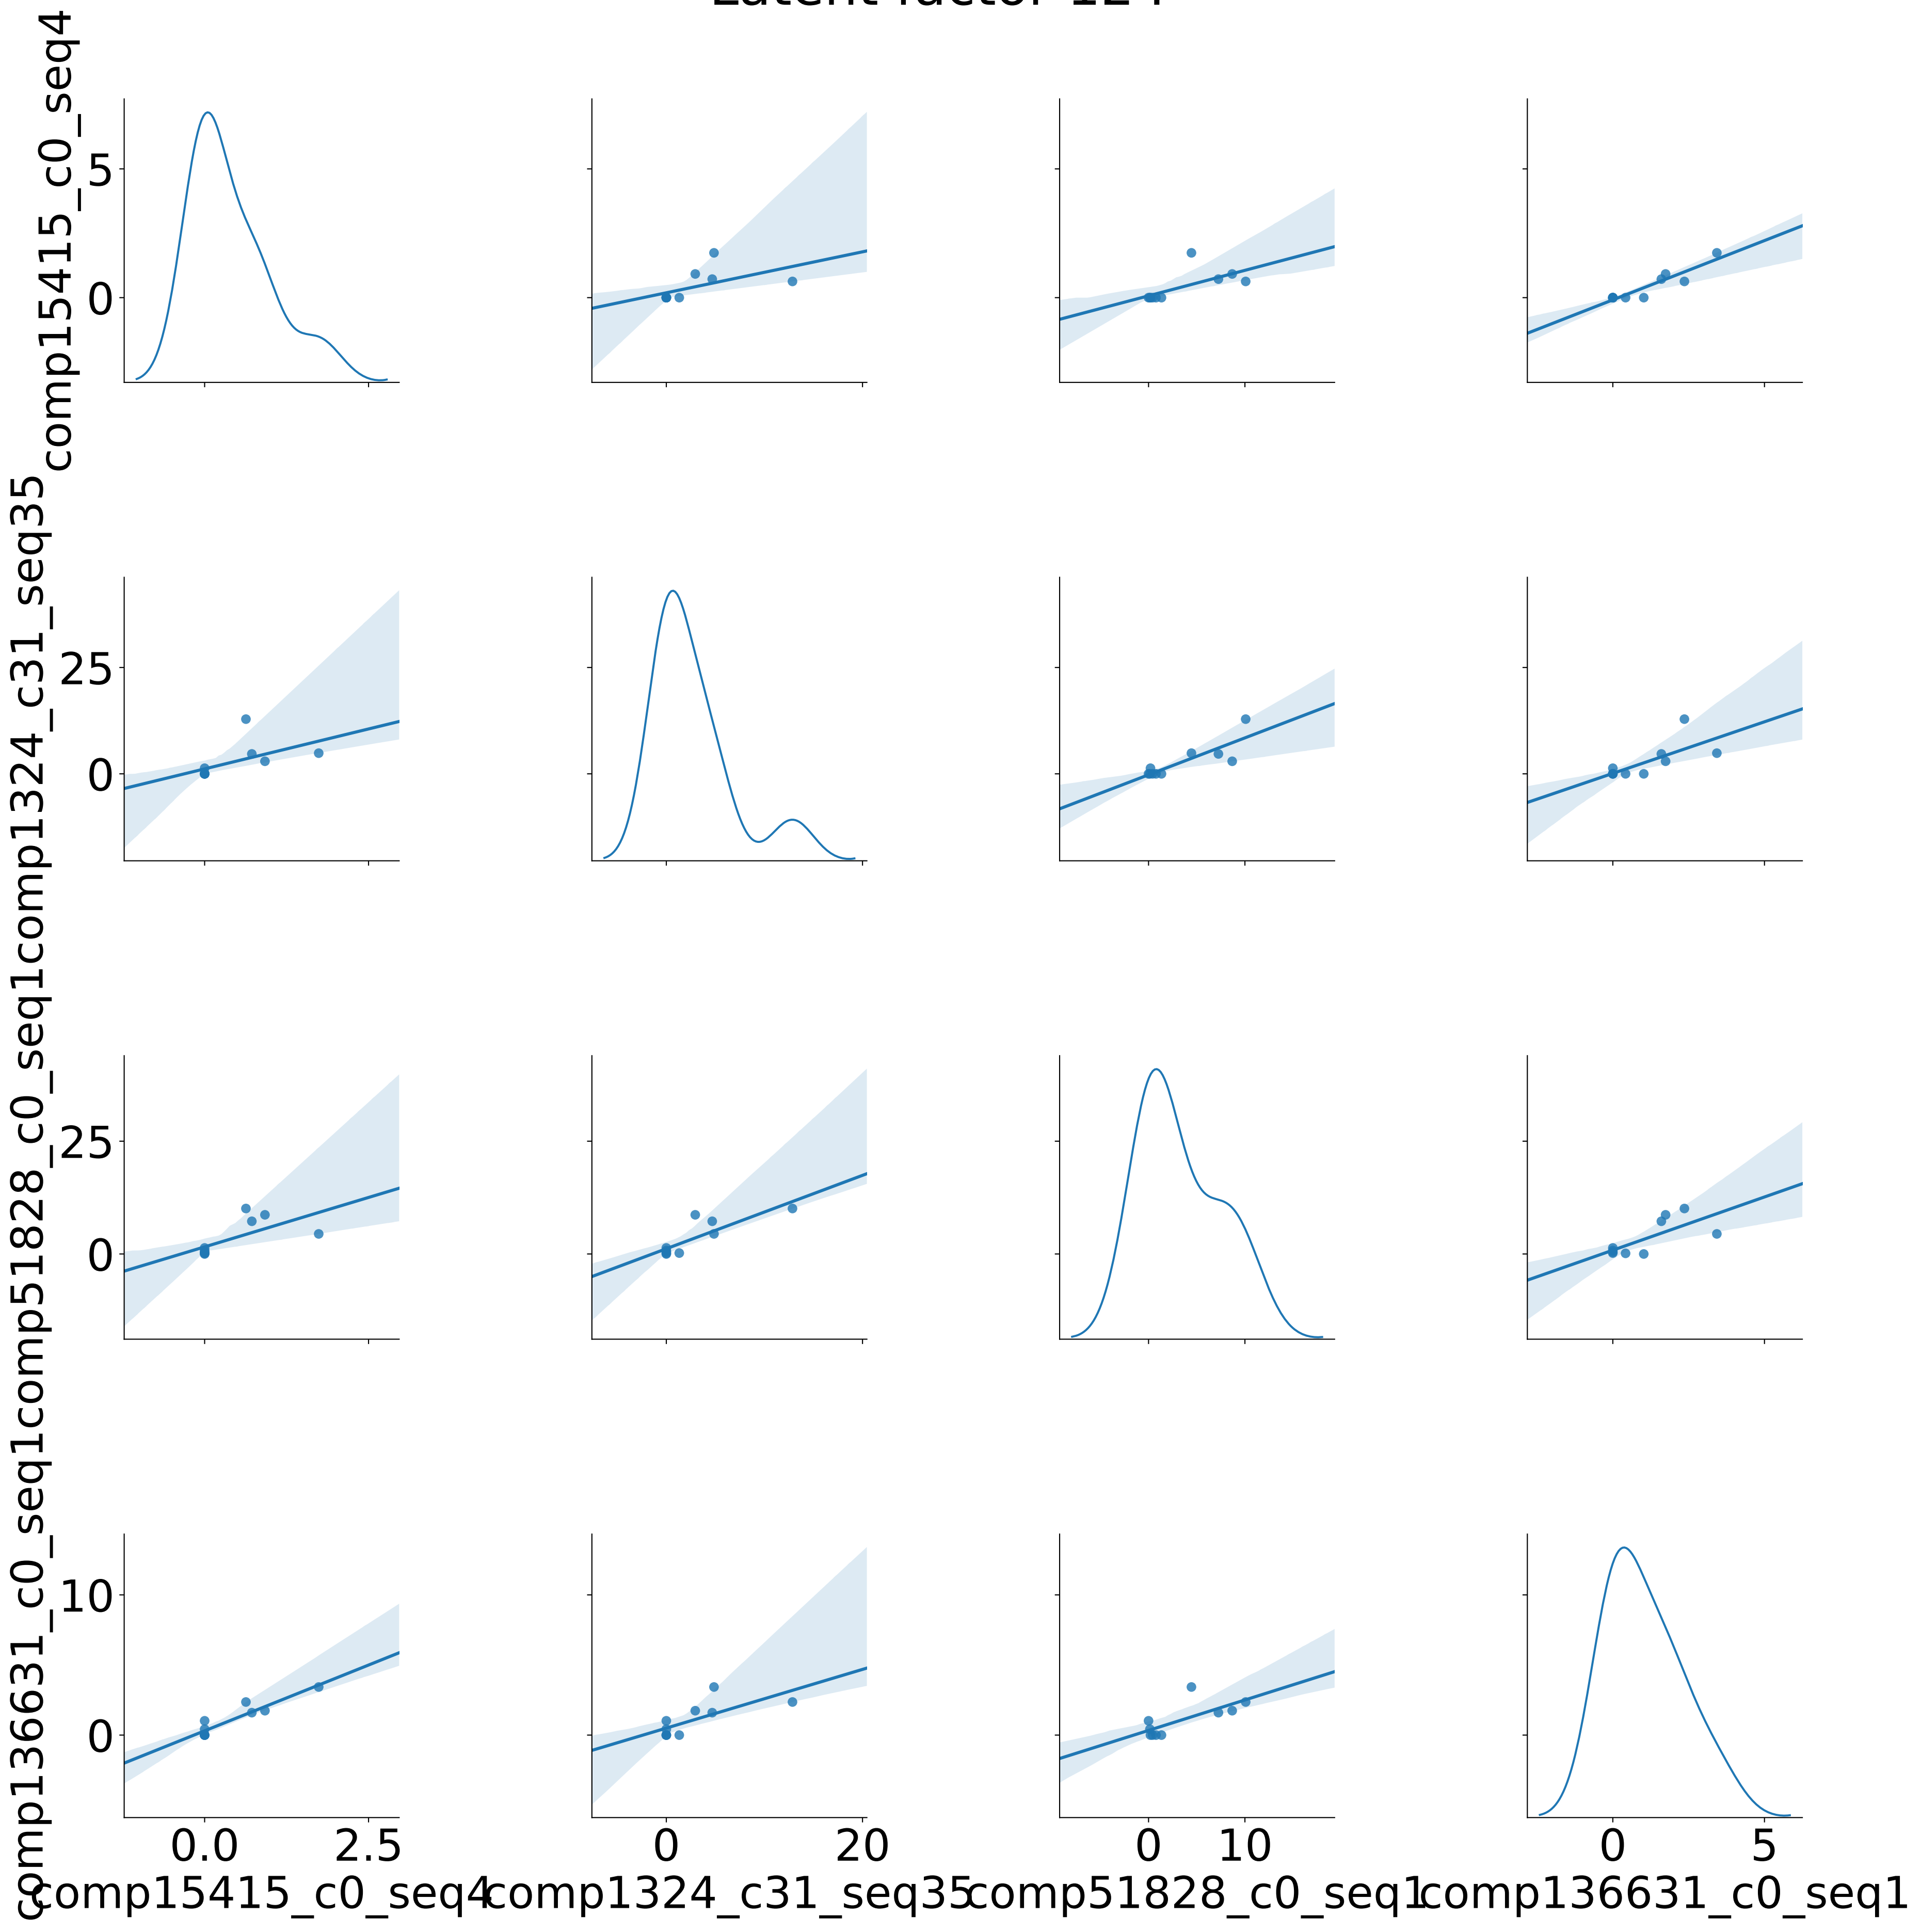 comp15415_c0_seq4
5
0
comp1324_c31_seq35
25
0
comp51828_c0_seq1
25
0
comp136631_c0_seq1
10
0
0.0 2.5 0 20 0 10 0 5
comp15415_c0_seq4 comp1324_c31_seq35 comp51828_c0_seq1 comp136631_c0_seq1